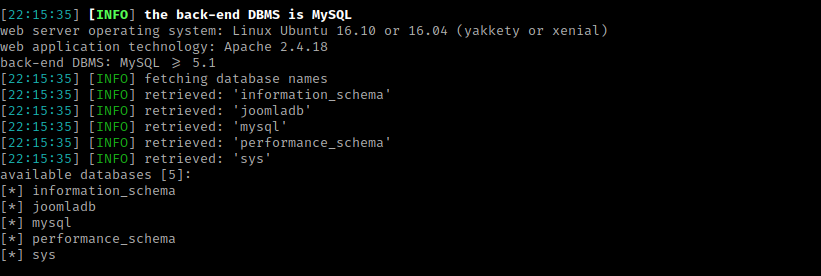 [22:15:35] [INFO] the back-end DBMS is MySQL
web server operating system: Linux Ubuntu 16.10 or 16.04 (yakkety or xenial)
web application technology: Apache 2.4.18
back-end DBMS: MySQL ≥ 5.1
[22:15:35] [INFO] fetching database names
[22:15:35] [INFO] retrieved: 'information_schema'
[22:15:35] [INFO] retrieved: 'joomladb'
[22:15:35] [INFO] retrieved: 'mysql'
[22:15:35] [INFO] retrieved: 'performance_schema'
[22:15:35] [INFO] retrieved: 'sys'
available databases [5]:
[*] information_schema
[*] joomladb
[*] mysql
[*] performance_schema
[*] sys